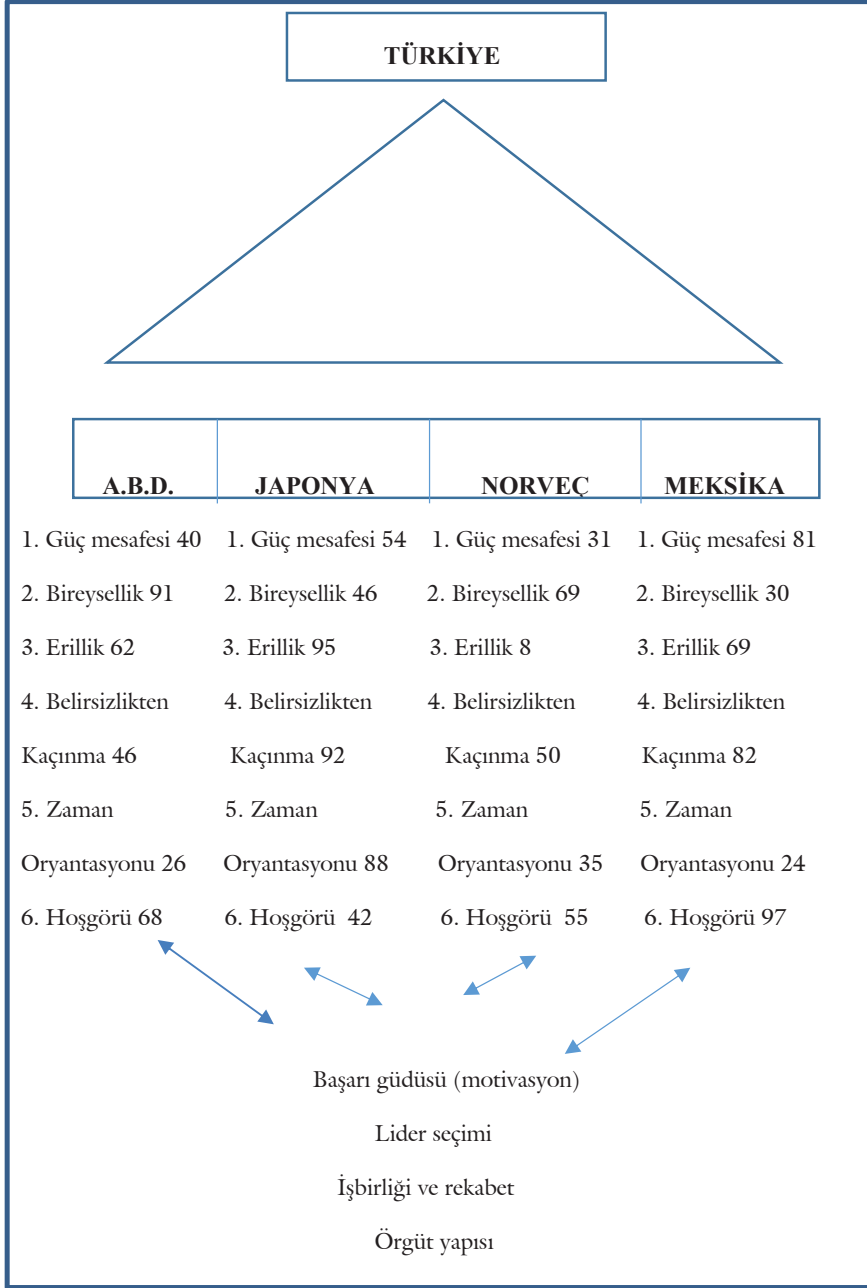 TÜRKİYE
A.B.D. JAPONYA NORVEÇ MEKSİKA
1. Güç mesafesi 40 1. Güç mesafesi 54 1. Güç mesafesi 31 1. Güç mesafesi 81
2. Bireysellik 91 2. Bireysellik 46 2. Bireysellik 69 2. Bireysellik 30
3. Erillik 62 3. Erillik 95 3. Erillik 8 3. Erillik 69
4. Belirsizlikten 4. Belirsizlikten 4. Belirsizlikten 4. Belirsizlikten
Kaçınma 46 Kaçınma 92 Kaçınma 50 Kaçınma 82
5. Zaman 5. Zaman 5. Zaman 5. Zaman
Oryantasyonu 26 Oryantasyonu 88 Oryantasyonu 35 Oryantasyonu 24
6. Hoşgörü 68 6. Hoşgörü 42 6. Hoşgörü 55 6. Hoşgörü 97
Başarı güdüsü (motivasyon)
Lider seçimi
İşbirliği ve rekabet
Örgüt yapısı